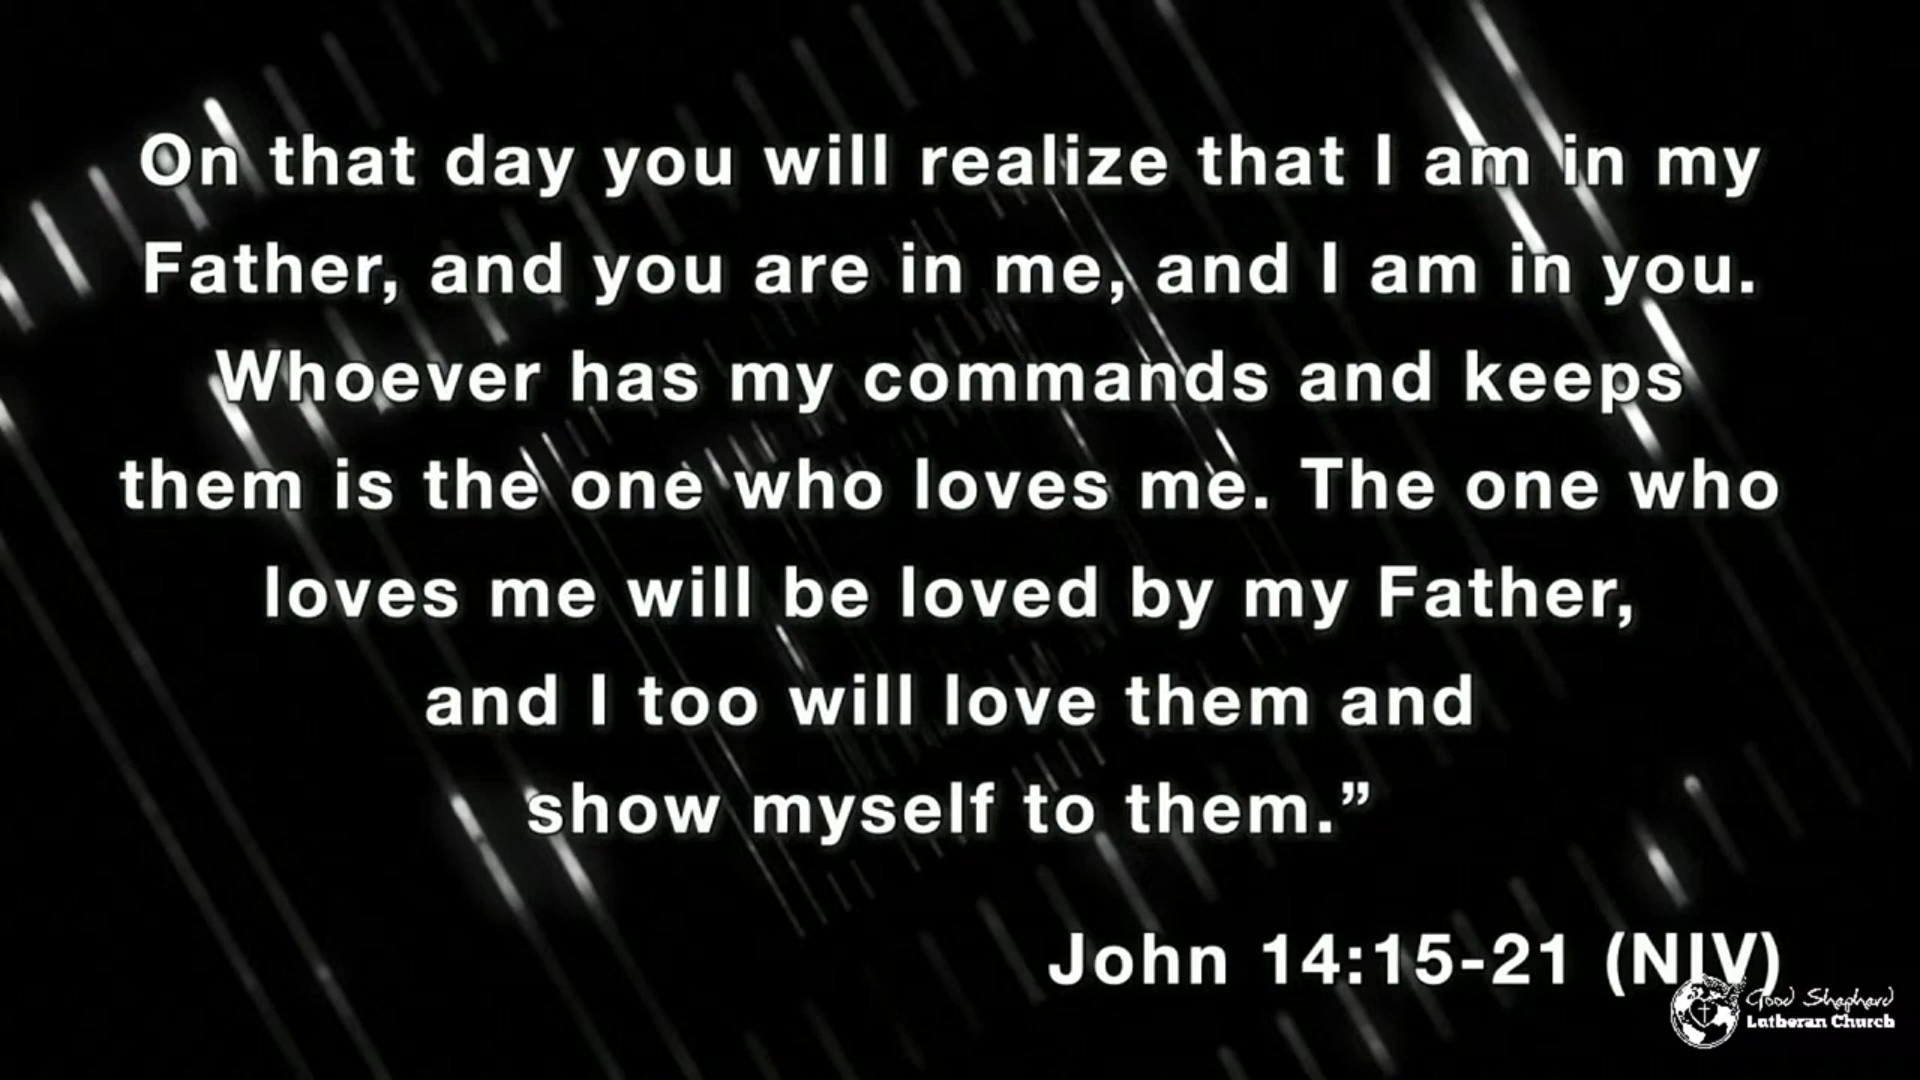 On that day you will realize that I am in my
Father, and you are in me, and I am in you.
Whoever has my commands and keeps
them is the one who loves me. The one who
loves me will be loved by my Father,
and I too will love them and
show myself to them.”
John 14:15-21 (NIV)
Good Shepherd
Lutheran Church